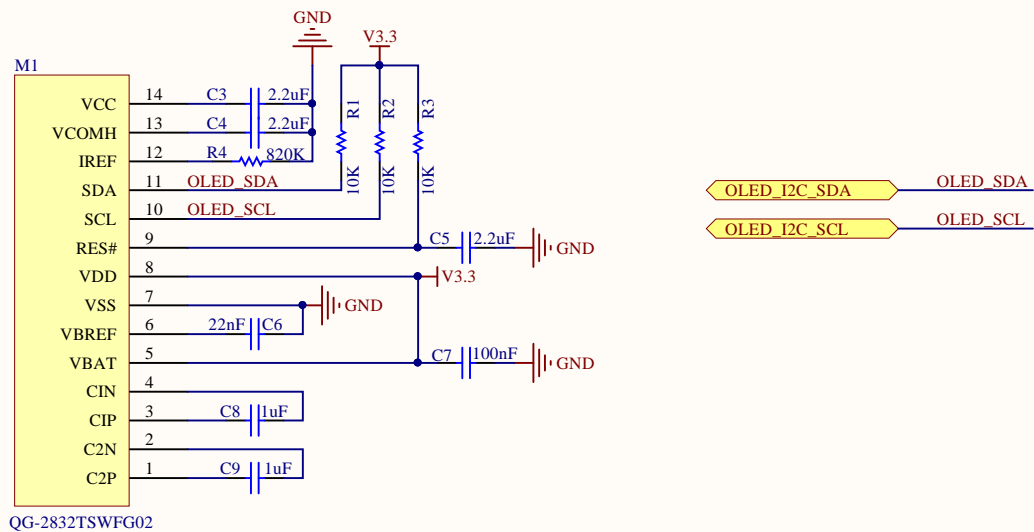 GND
V3.3
M1
VCC 14 C3 2.2uF
VCOMH 13 C4 2.2uF
IREF 12 R4 820K
R1 10K
R2 10K
R3 10K
SDA 11 OLED_SDA
SCL 10 OLED_SCL
RES# 9 C5 2.2uF GND
VDD 8 V3.3
VSS 7 GND
VBREF 6 22nF C6
VBAT 5 C7 100nF GND
CIN 4
CIP 3 C8 1uF
C2N 2
C2P 1 C9 1uF
QG-2832TSWFG02
OLED_I2C_SDA OLED_SDA
OLED_I2C_SCL OLED_SCL